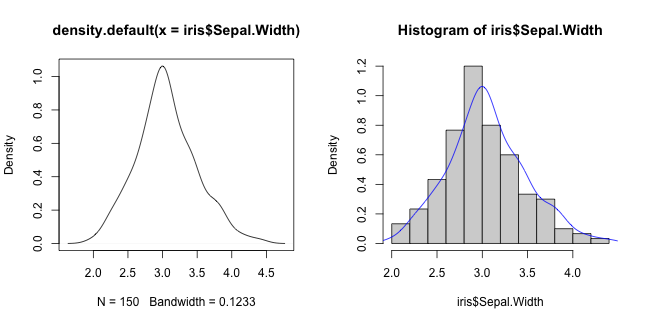 density.default(x = iris$Sepal.Width)
Density
0.0 0.2 0.4 0.6 0.8 1.0
2.0 2.5 3.0 3.5 4.0 4.5
N = 150 Bandwidth = 0.1233
Histogram of iris$Sepal.Width
Density
0.0 0.2 0.4 0.6 0.8 1.0 1.2
2.0 2.5 3.0 3.5 4.0
iris$Sepal.Width